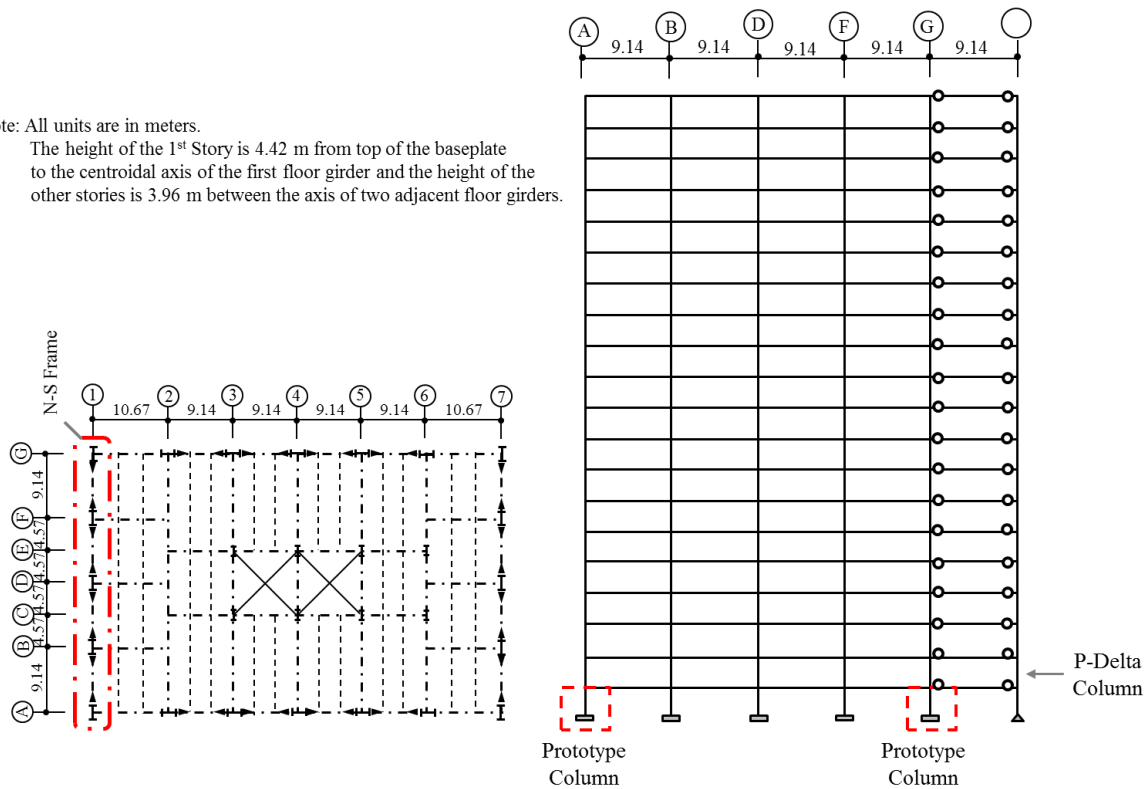 A B D F G
9.14 9.14 9.14 9.14 9.14
te: All units are in meters.
The height of the 1st Story is 4.42 m from top of the baseplate
to the centroidal axis of the first floor girder and the height of the
other stories is 3.96 m between the axis of two adjacent floor girders.
N-S Frame
1 2 3 4 5 6 7
10.67 9.14 9.14 9.14 9.14 10.67
G
9.14
F
4.57
E
4.57
D
4.57
C
4.57
B
9.14
A
P-Delta
Column
Prototype
Column
Prototype
Column